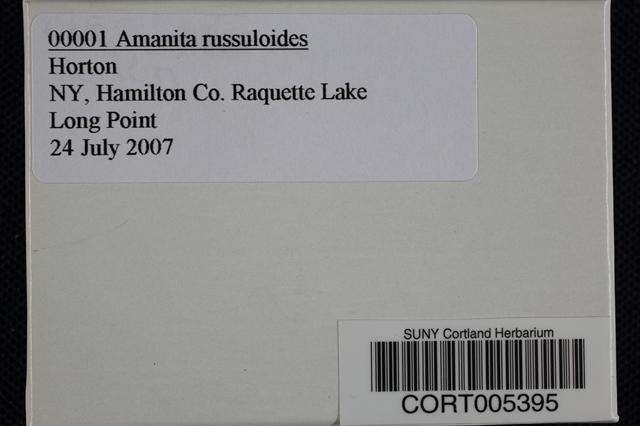 00001 Amanita russuloides
Horton
NY, Hamilton Co. Raquette Lake
Long Point
24 July 2007
SUNY Cortland Herbarium
CORT005395